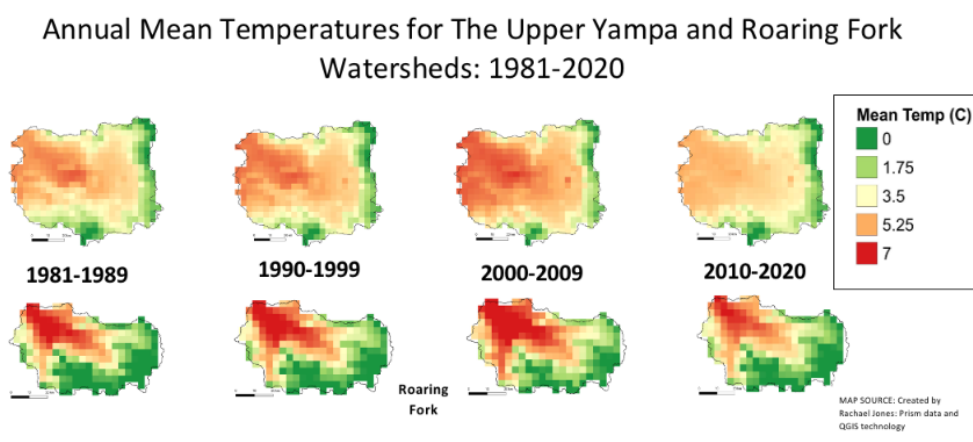 Annual Mean Temperatures for The Upper Yampa and Roaring Fork
Watersheds: 1981-2020
Mean Temp (C)
0
1.75
3.5
5.25
7
1981-1989
1990-1999
2000-2009
2010-2020
Roaring
Fork
MAP SOURCE: Created by
Rachael Jones: Prism data and
QGIS technology